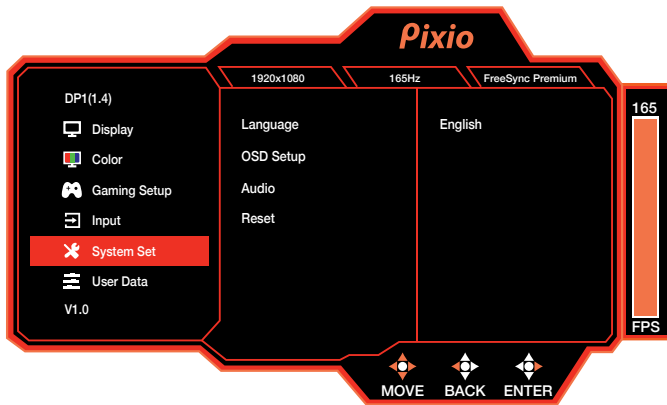 Pixio
1920x1080
165Hz
FreeSync Premium
DP1(1.4)
Display
Color
Gaming Setup
Input
System Set
User Data
V1.0
Language
OSD Setup
Audio
Reset
English
165
FPS
MOVE
BACK
ENTER